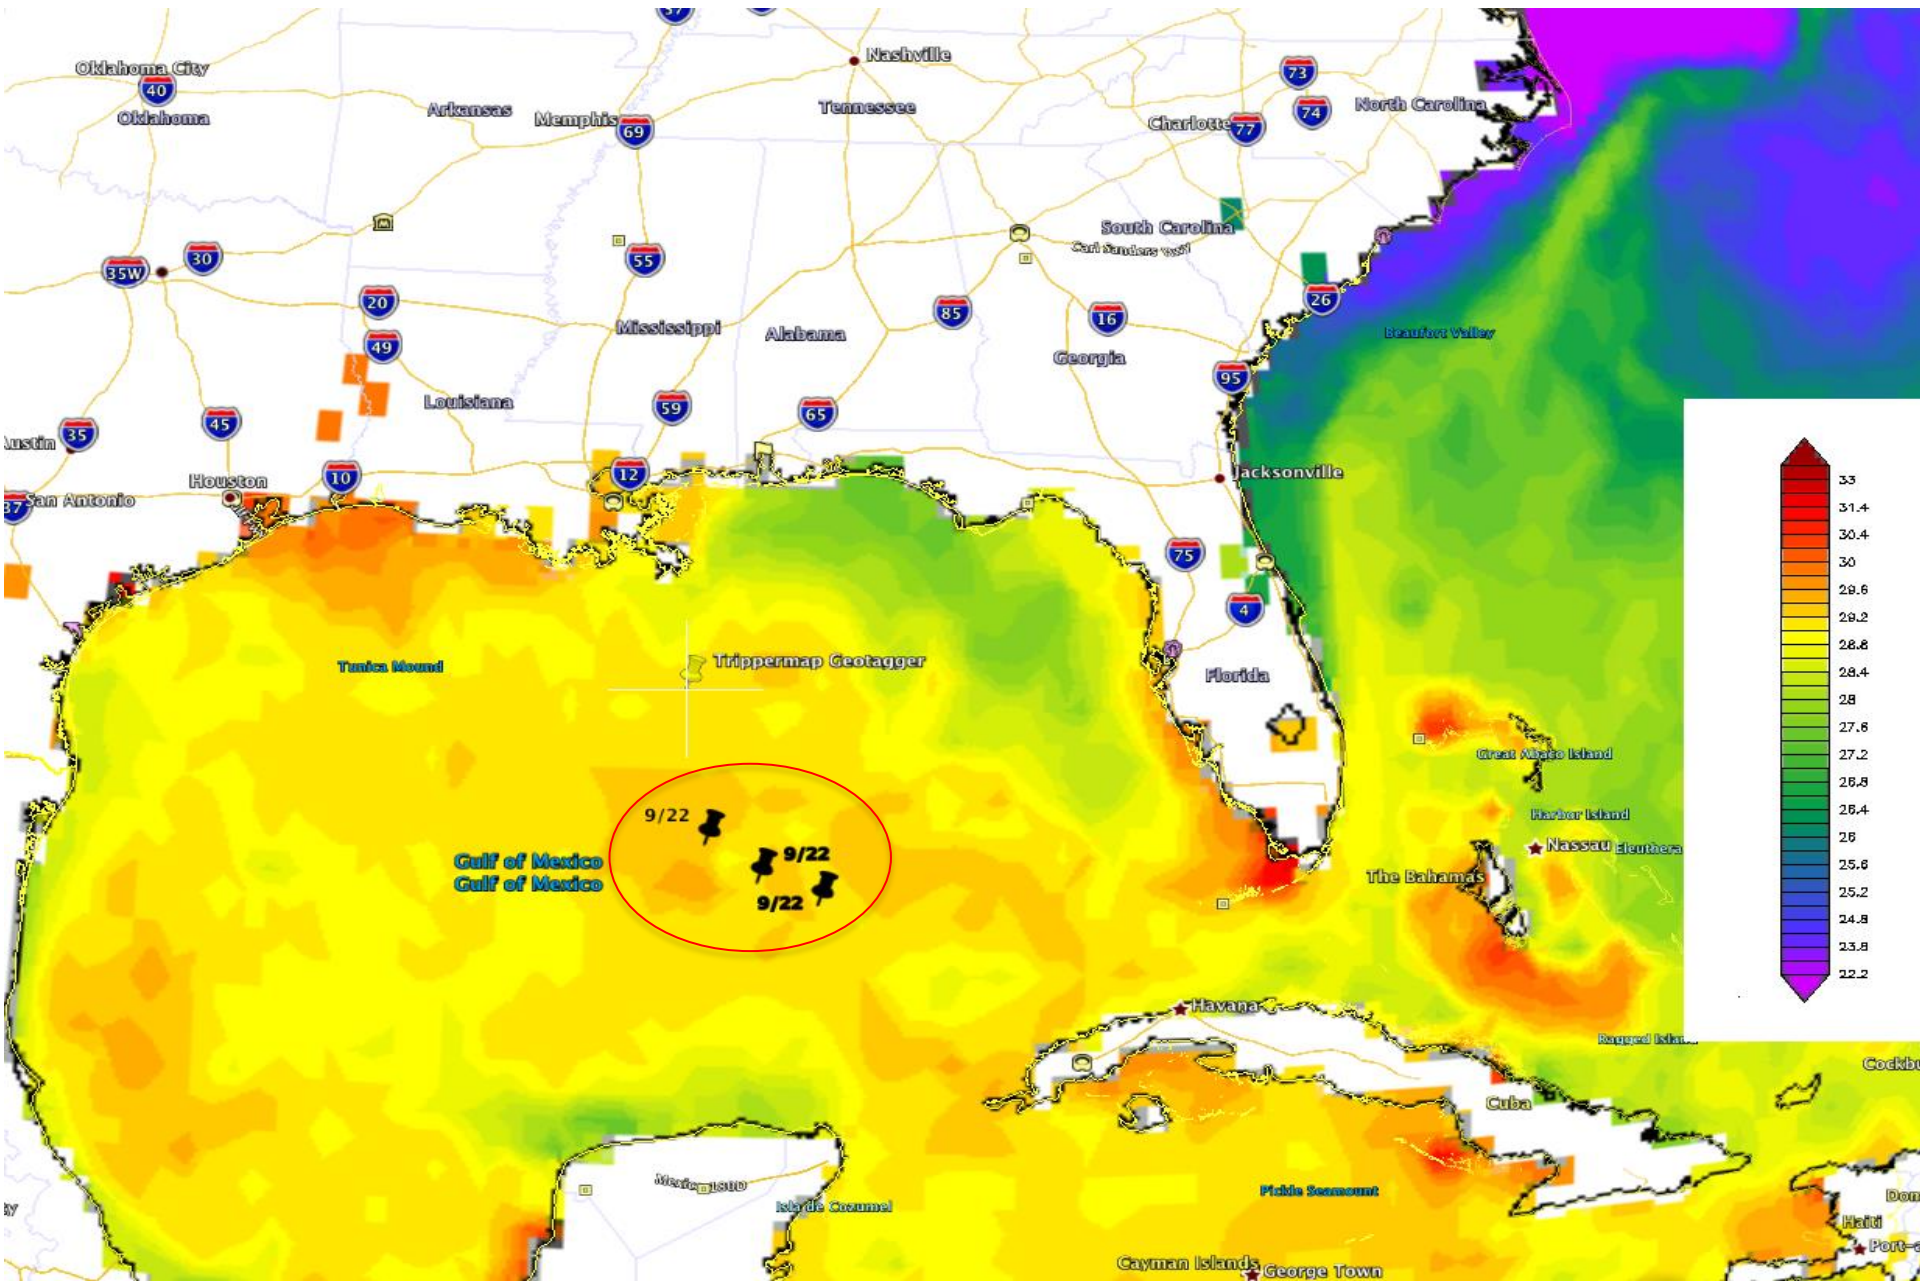 57
Nashville
Oklahoma City
40
Oklahoma
Arkansas
Memphis
69
Tennessee
73
74
North Carolina
Charlotte
77
South Carolina
Carl Sanders
35W
30
55
20
85
16
26
Mississippi
Alabama
Georgia
Beaufort Valley
49
95
Louisiana
59
65
45
35
Austin
Houston
10
12
Jacksonville
37
San Antonio
75
4
Trippermap Geotagger
Tunica Mound
Florida
Great Abaco Island
9/22
Harbor Island
9/22
Nassau
Eleuthera
Gulf of Mexico
Gulf of Mexico
The Bahamas
9/22
33
31.4
30.4
30
29.6
29.2
28.8
28.4
28
27.6
27.2
26.8
26.4
26
25.6
25.2
24.8
23.8
22.2
Havana
Cuba
Pickle Seamount
Isla de Cozumel
Haiti
Cayman Islands
George Town